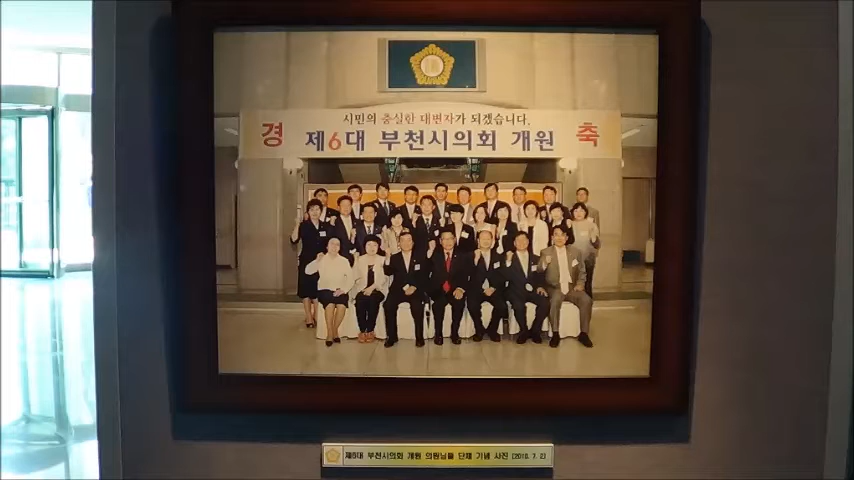 시민의 충실한 대변자가 되겠습니다.
경 제6대 부천시의회 개원 축
제6대 부천시의회 개원 의원님들 단체 기념 사진 [2010. 7. 2]